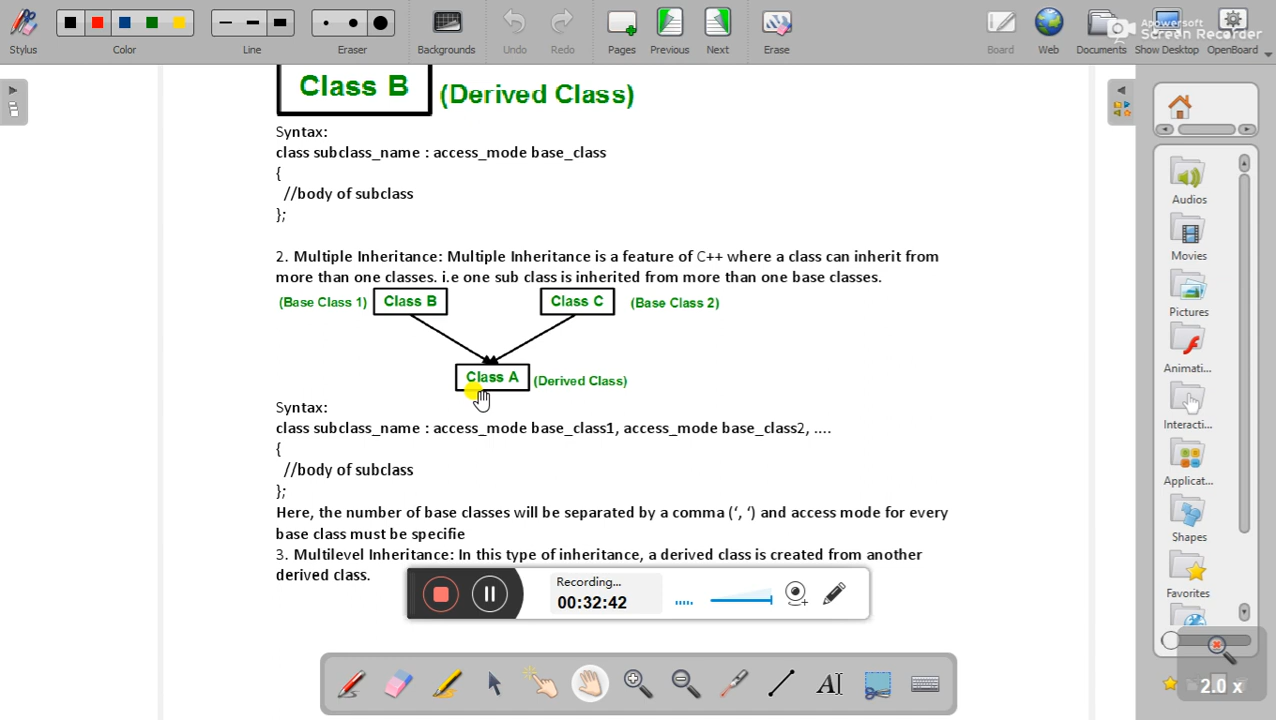 Stylus
Color
Line
Eraser
Backgrounds
Undo
Redo
Pages
Previous
Next
Erase
Board
Web
Documents
Show Desktop
OpenBoard
Apowersoft
Screen Recorder
Class B (Derived Class)
Syntax:
class subclass_name : access_mode base_class
{
//body of subclass
};
2. Multiple Inheritance: Multiple Inheritance is a feature of C++ where a class can inherit from
more than one classes. i.e one sub class is inherited from more than one base classes.
(Base Class 1) Class B Class C (Base Class 2)
Class A (Derived Class)
Syntax:
class subclass_name : access_mode base_class1, access_mode base_class2, ....
{
//body of subclass
};
Here, the number of base classes will be separated by a comma (‘, ‘) and access mode for every
base class must be specifie
3. Multilevel Inheritance: In this type of inheritance, a derived class is created from another
derived class.
Recording...
00:32:42
Audios
Movies
Pictures
Animati...
Interacti...
Applicat...
Shapes
Favorites
2.0 x